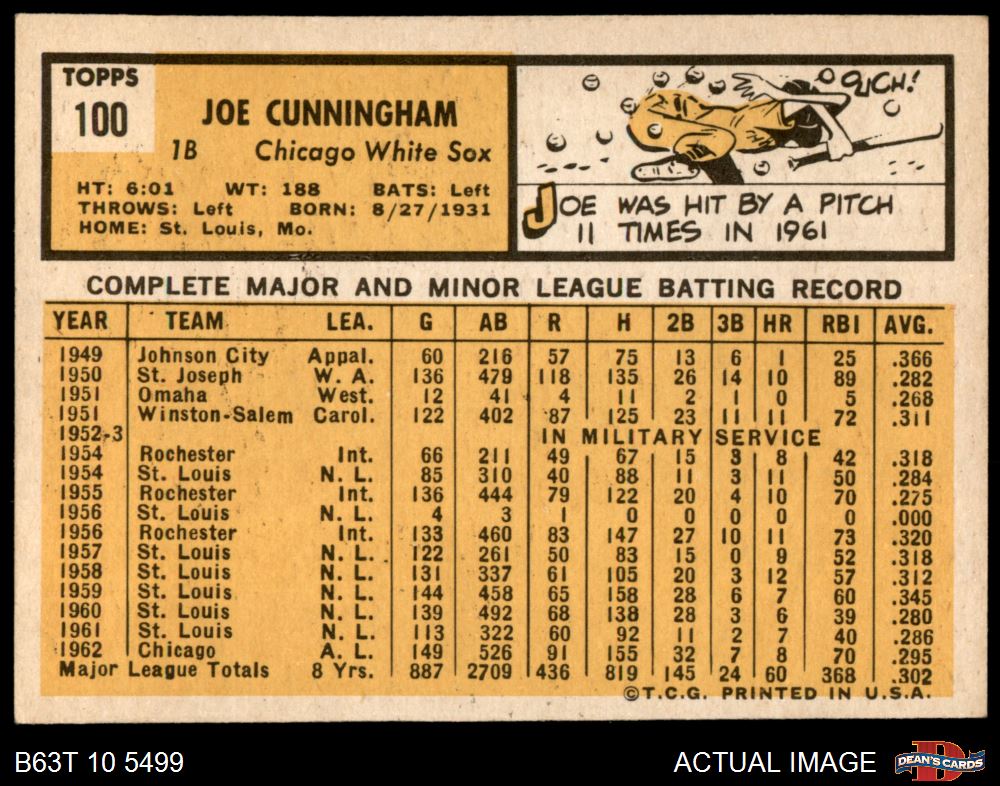 TOPPS
100
JOE CUNNINGHAM
1B Chicago White Sox
HT: 6:01 WT: 188 BATS: Left
THROWS: Left BORN: 8/27/1931
HOME: St. Louis, Mo.
OUCH!
JOE WAS HIT BY A PITCH
11 TIMES IN 1961
COMPLETE MAJOR AND MINOR LEAGUE BATTING RECORD
YEAR TEAM LEA. G AB R H 2B 3B HR RBI AVG.
1949 Johnson City Appal. 60 216 57 75 13 6 1 25 .366
1950 St. Joseph W. A. 136 479 118 135 26 14 10 89 .282
1951 Omaha West. 12 41 4 11 2 1 0 5 .268
1951 Winston-Salem Carol. 122 402 87 125 23 11 11 72 .311
1952-3 IN MILITARY SERVICE
1954 Rochester Int. 66 211 49 67 15 3 8 42 .318
1954 St. Louis N. L. 85 310 40 88 11 3 11 50 .284
1955 Rochester Int. 136 444 79 122 20 4 10 70 .275
1956 St. Louis N. L. 4 3 1 0 0 0 0 0 .000
1956 Rochester Int. 133 460 83 147 27 10 11 73 .320
1957 St. Louis N. L. 122 261 50 83 15 0 9 52 .318
1958 St. Louis N. L. 131 337 61 105 20 3 12 57 .312
1959 St. Louis N. L. 144 458 65 158 28 6 7 60 .345
1960 St. Louis N. L. 139 492 68 138 28 3 6 39 .280
1961 St. Louis N. L. 113 322 60 92 11 2 7 40 .286
1962 Chicago A. L. 149 526 91 155 32 7 8 70 .295
Major League Totals 8 Yrs. 887 2709 436 819 145 24 60 368 .302
©T.C.G. PRINTED IN U.S.A.
B63T 10 5499
ACTUAL IMAGE
DEAN'S CARDS